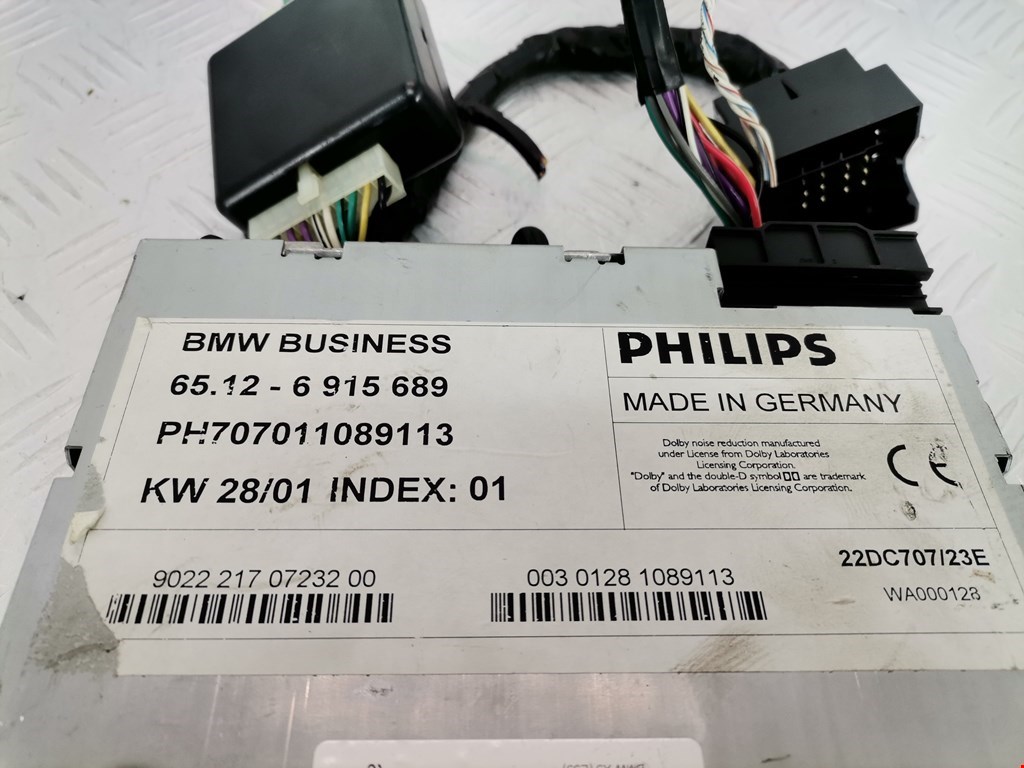 BMW BUSINESS
65.12 - 6 915 689
PH707011089113
KW 28/01 INDEX: 01
PHILIPS
MADE IN GERMANY
Dolby noise reduction manufactured
under License from Dolby Laboratories
Licensing Corporation.
"Dolby" and the double-D symbol are trademark
of Dolby Laboratories Licensing Corporation.
CE
22DC707/23E
WA000128
9022 217 07232 00
003 0128 1089113